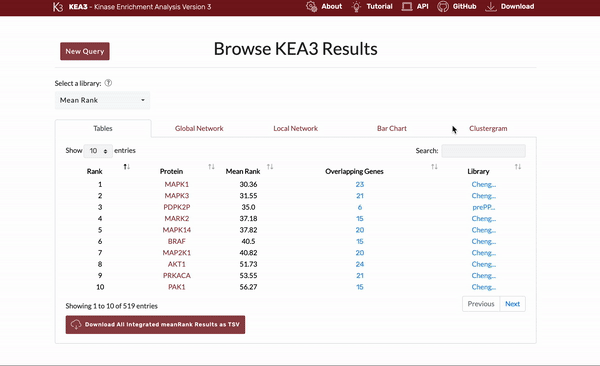 K3 KEA3 - Kinase Enrichment Analysis Version 3 About Tutorial API GitHub Download
New Query
Browse KEA3 Results
Select a library: ?
Mean Rank
Tables Global Network Local Network Bar Chart Clustergram
Show 10 entries Search:
Rank Protein Mean Rank Overlapping Genes Library
1 MAPK1 30.36 23 Cheng...
2 MAPK3 31.55 21 Cheng...
3 PDPK2P 35.0 6 prePP...
4 MARK2 37.18 15 Cheng...
5 MAPK14 37.82 20 Cheng...
6 BRAF 40.5 15 Cheng...
7 MAP2K1 40.82 20 Cheng...
8 AKT1 51.73 24 Cheng...
9 PRKACA 53.55 21 Cheng...
10 PAK1 56.27 15 Cheng...
Showing 1 to 10 of 519 entries Previous Next
Download All Integrated meanRank Results as TSV